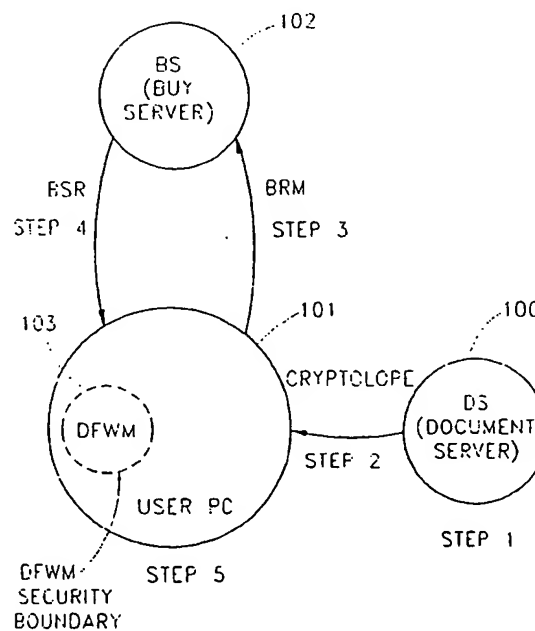 102
BS
(BUY
SERVER)
BSR
BRM
STEP 4
STEP 3
103
101
100
CRYPTOLOPE
DS
(DOCUMENT
SERVER)
DFWM
STEP 2
USER PC
STEP 1
DFWM
SECURITY
BOUNDARY
STEP 5